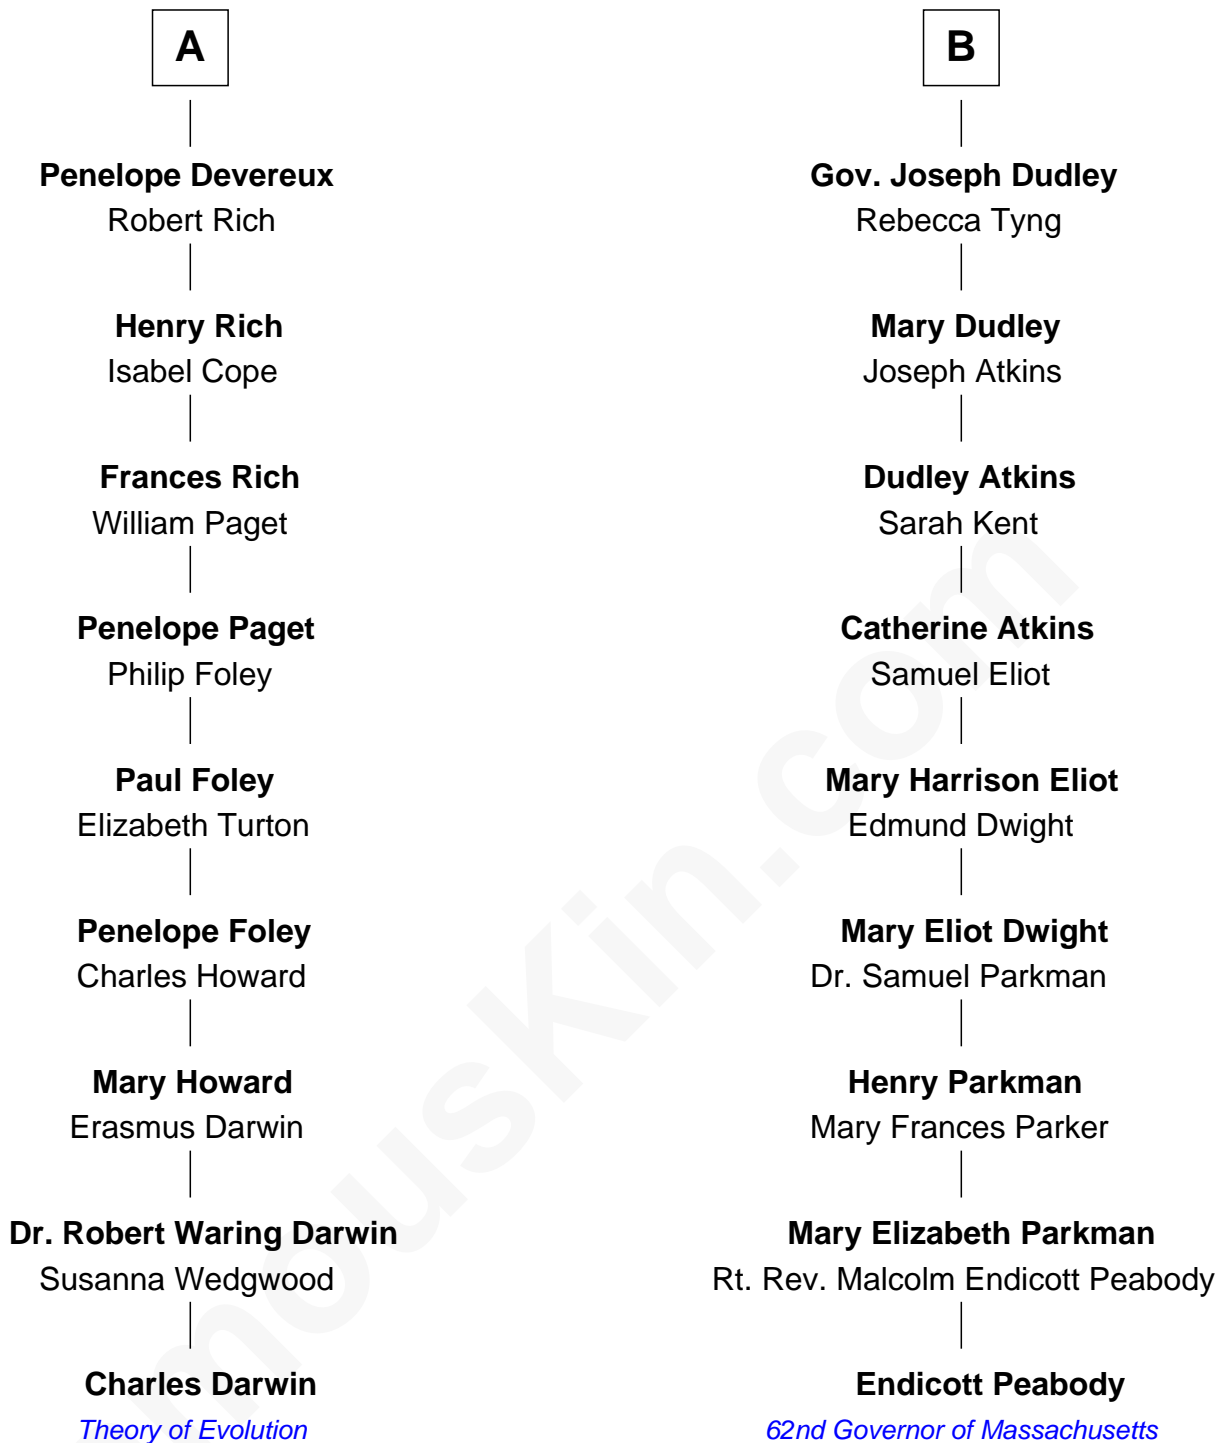 A
Penelope Devereux
Robert Rich
Henry Rich
Isabel Cope
Frances Rich
William Paget
Penelope Paget
Philip Foley
Paul Foley
Elizabeth Turton
Penelope Foley
Charles Howard
Mary Howard
Erasmus Darwin
Dr. Robert Waring Darwin
Susanna Wedgwood
Charles Darwin
Theory of Evolution
B
Gov. Joseph Dudley
Rebecca Tyng
Mary Dudley
Joseph Atkins
Dudley Atkins
Sarah Kent
Catherine Atkins
Samuel Eliot
Mary Harrison Eliot
Edmund Dwight
Mary Eliot Dwight
Dr. Samuel Parkman
Henry Parkman
Mary Frances Parker
Mary Elizabeth Parkman
Rt. Rev. Malcolm Endicott Peabody
Endicott Peabody
62nd Governor of Massachusetts
mousKin.com